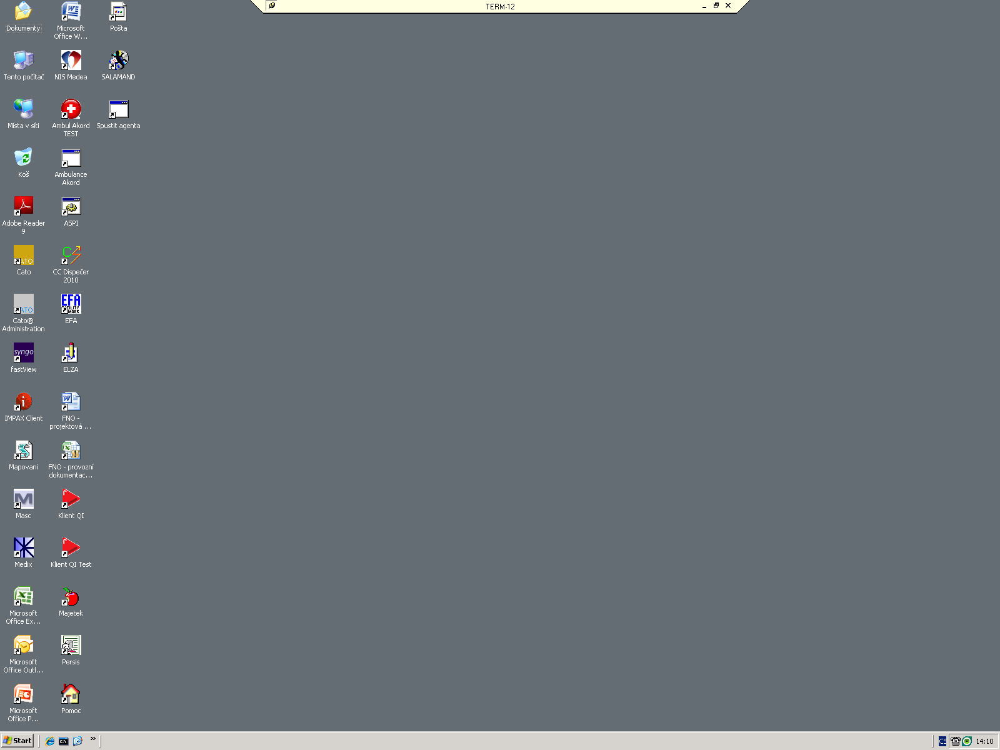 TERM-12
Dokumenty
Microsoft
Office W...
Pošta
Tento počítač
NIS Medea
SALAMAND
Místa v síti
Ambul Akord
TEST
Spustit agenta
Koš
Ambulance
Akord
Adobe Reader
9
ASPI
ATO
Cato
CC Dispečer
2010
ATO
Cato®
Administration
EFA
EFA
syngo
fastView
ELZA
IMPAX Client
FNO -
projektová ...
Mapovani
FNO - provozní
dokumentac...
Masc
Klient QI
Medix
Klient QI Test
Microsoft
Office Ex...
Majetek
Microsoft
Office Outl...
Persis
Microsoft
Office P...
Pomoc
Start
C:\
CS
14:10